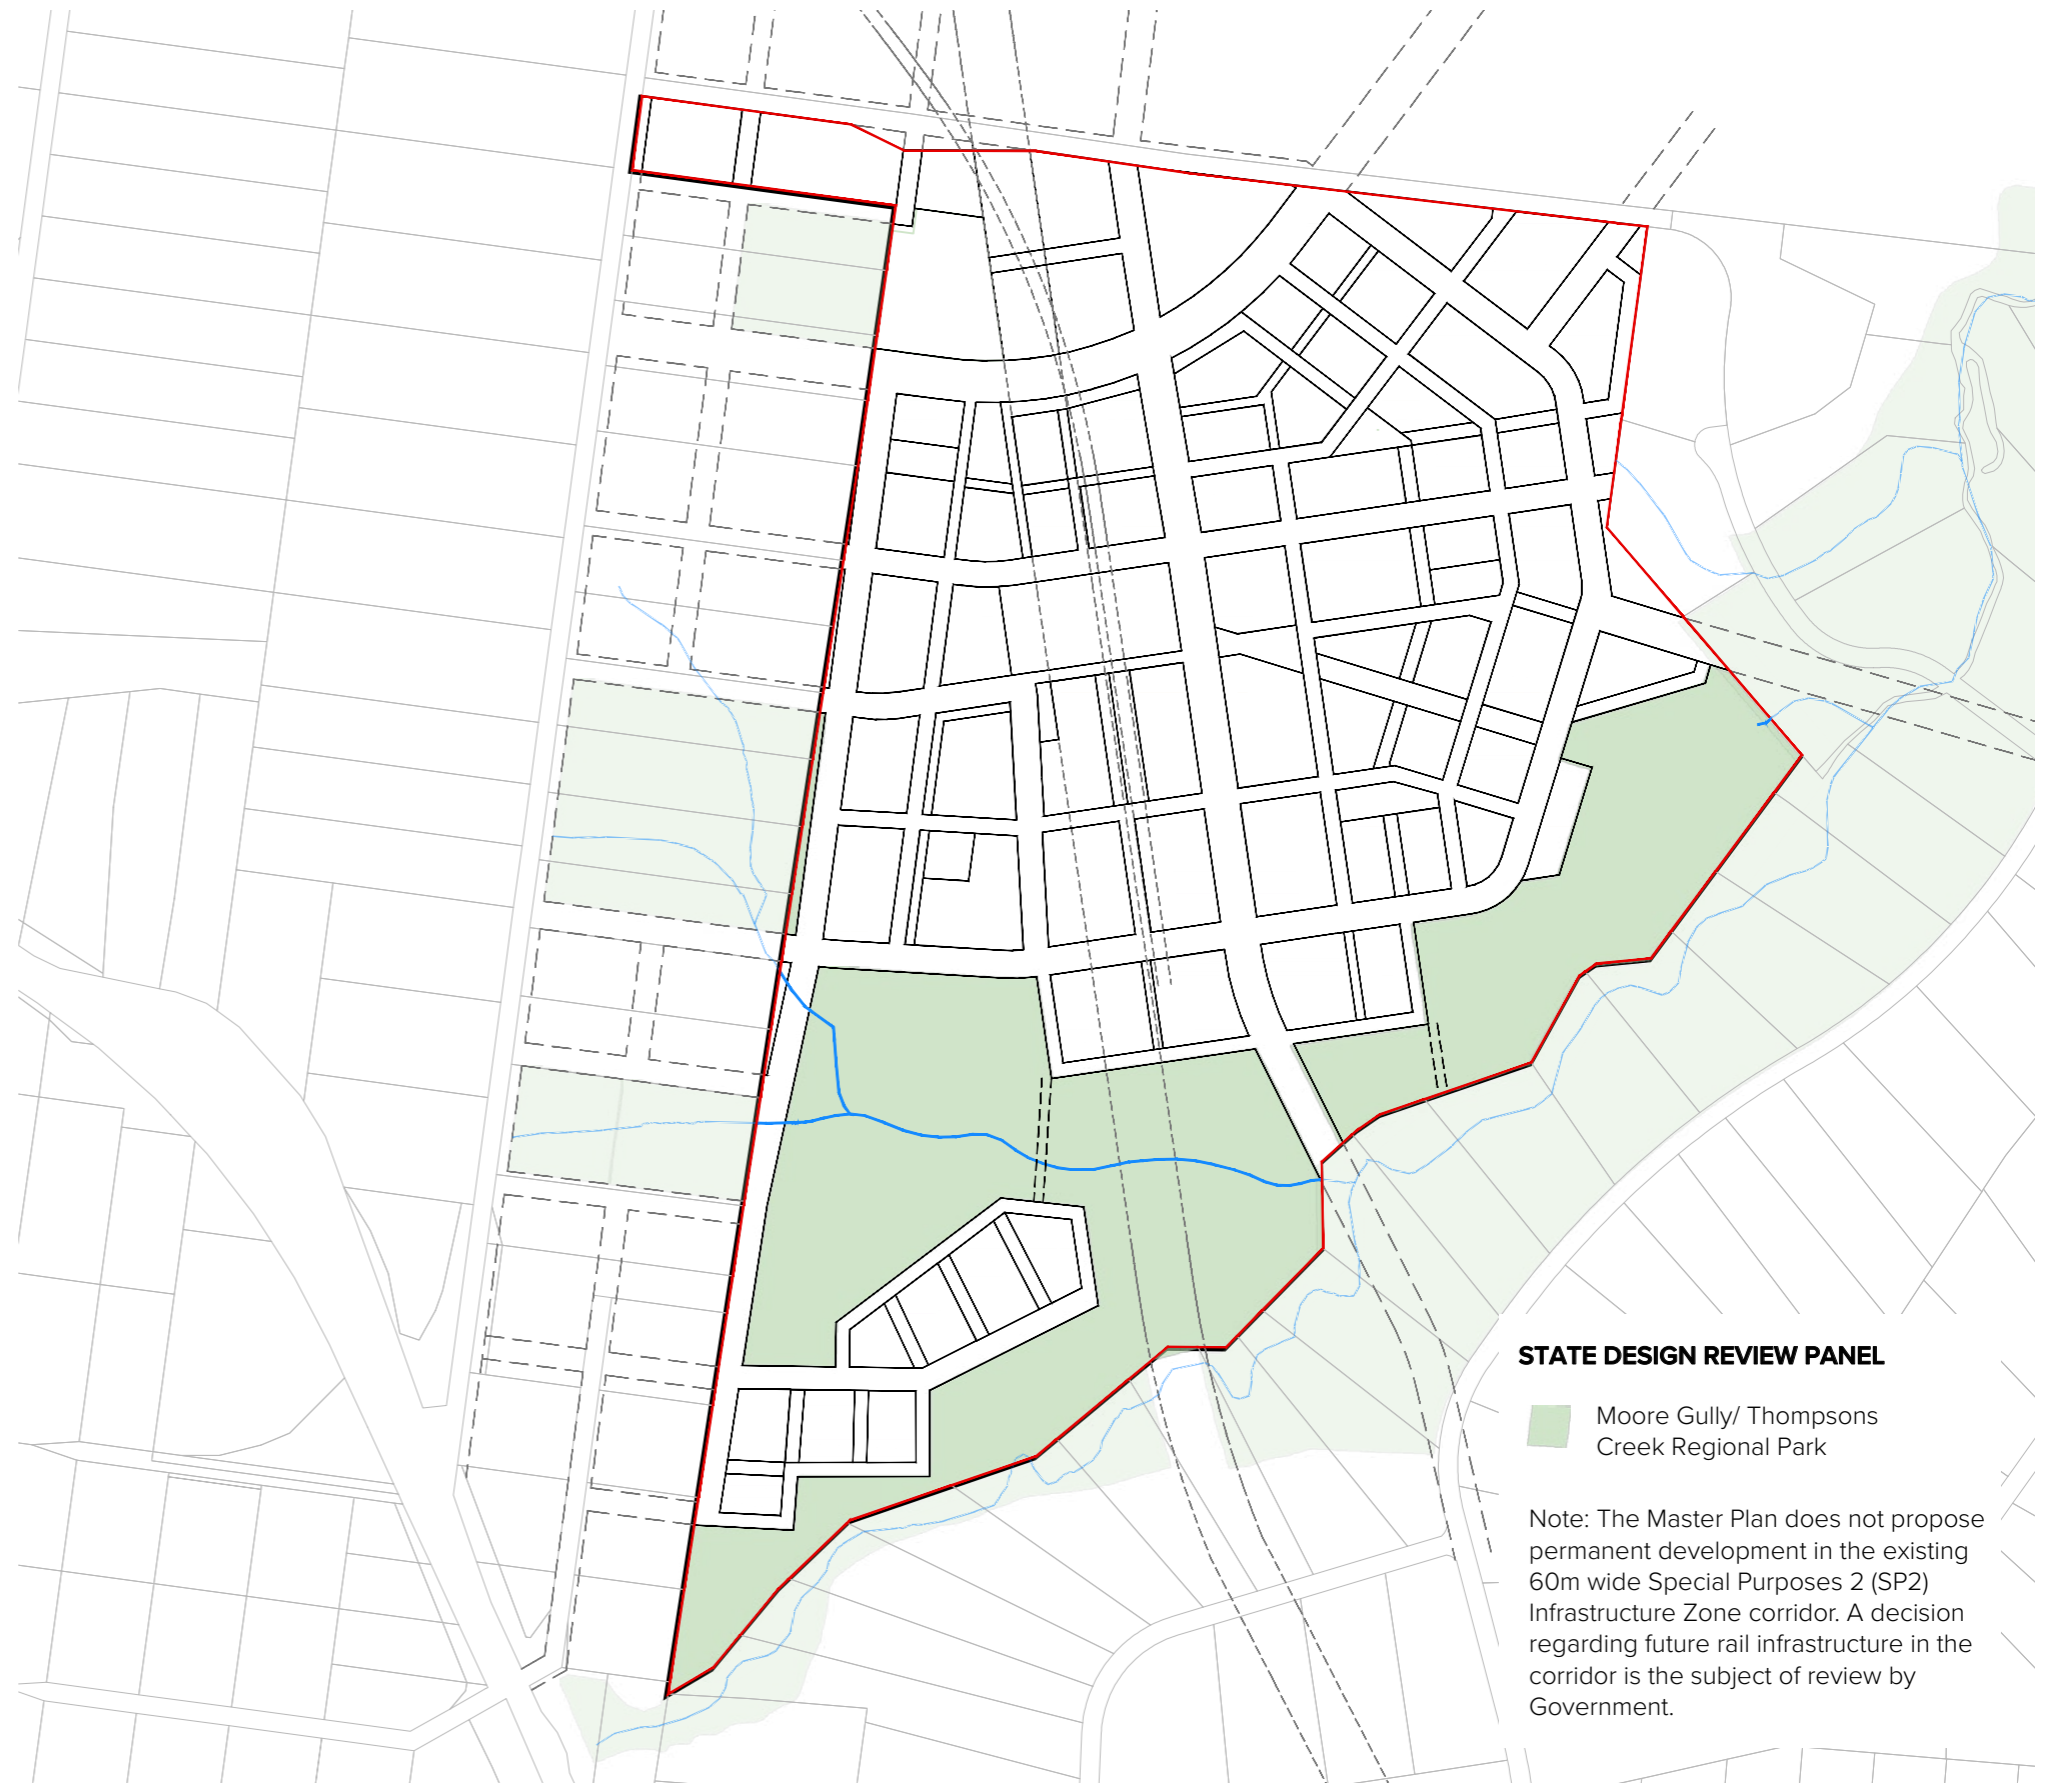 STATE DESIGN REVIEW PANEL
Moore Gully/ Thompsons
Creek Regional Park
Note: The Master Plan does not propose
permanent development in the existing
60m wide Special Purposes 2 (SP2)
Infrastructure Zone corridor. A decision
regarding future rail infrastructure in the
corridor is the subject of review by
Government.